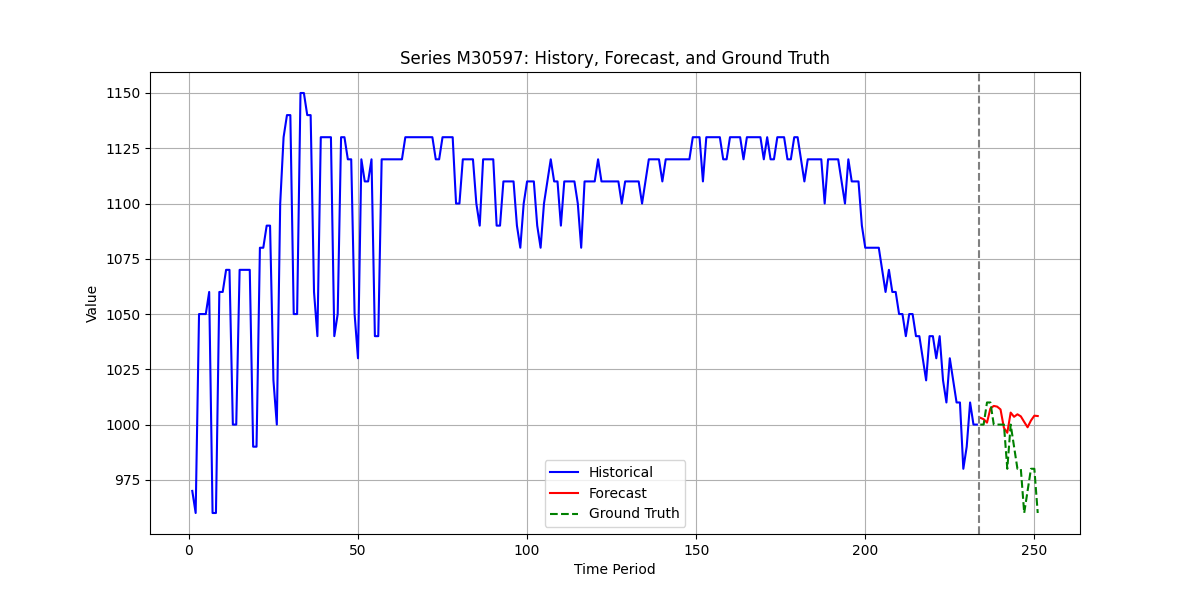 Series M30597: History, Forecast, and Ground Truth
1150
1125
1100
1075
1050
1025
1000
975
Value
0
50
100
150
200
250
Time Period
Historical
Forecast
Ground Truth